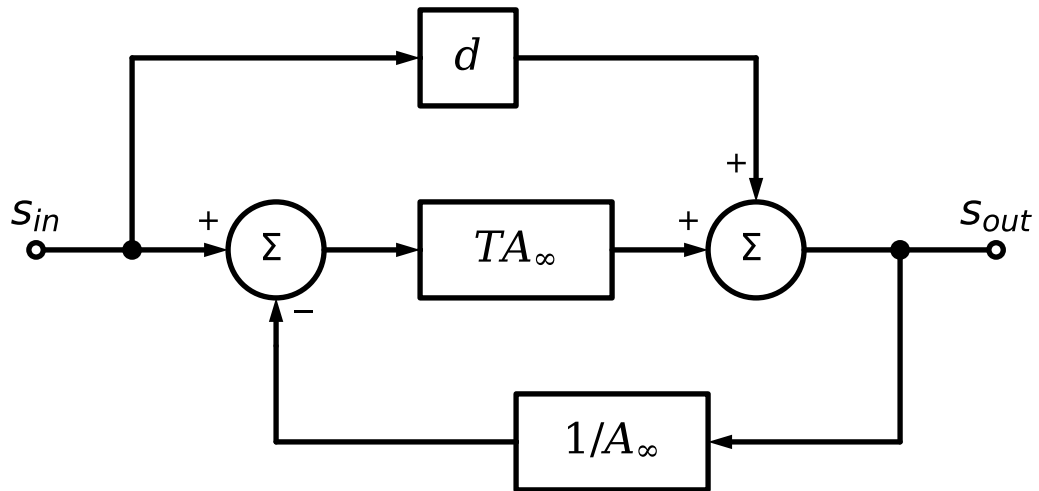 d
+
s_in + Σ TA_∞ + Σ s_out
−
1/A_∞